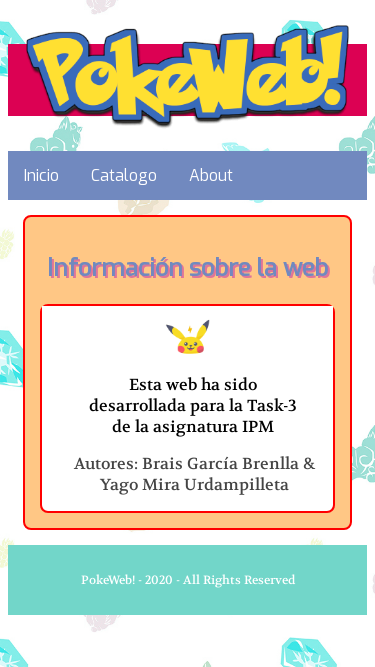 PokeWeb!
Inicio Catalogo About
Información sobre la web
Esta web ha sido
desarrollada para la Task-3
de la asignatura IPM
Autores: Brais García Brenlla &
Yago Mira Urdampilleta
PokeWeb! - 2020 - All Rights Reserved